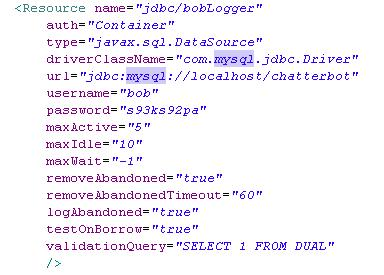 <Resource name="jdbc/bobLogger"
auth="Container"
type="javax.sql.DataSource"
driverClassName="com.mysql.jdbc.Driver"
url="jdbc:mysql://localhost/chatterbot"
username="bob"
password="s93ks92pa"
maxActive="5"
maxIdle="10"
maxWait="-1"
removeAbandoned="true"
removeAbandonedTimeout="60"
logAbandoned="true"
testOnBorrow="true"
validationQuery="SELECT 1 FROM DUAL"
/>